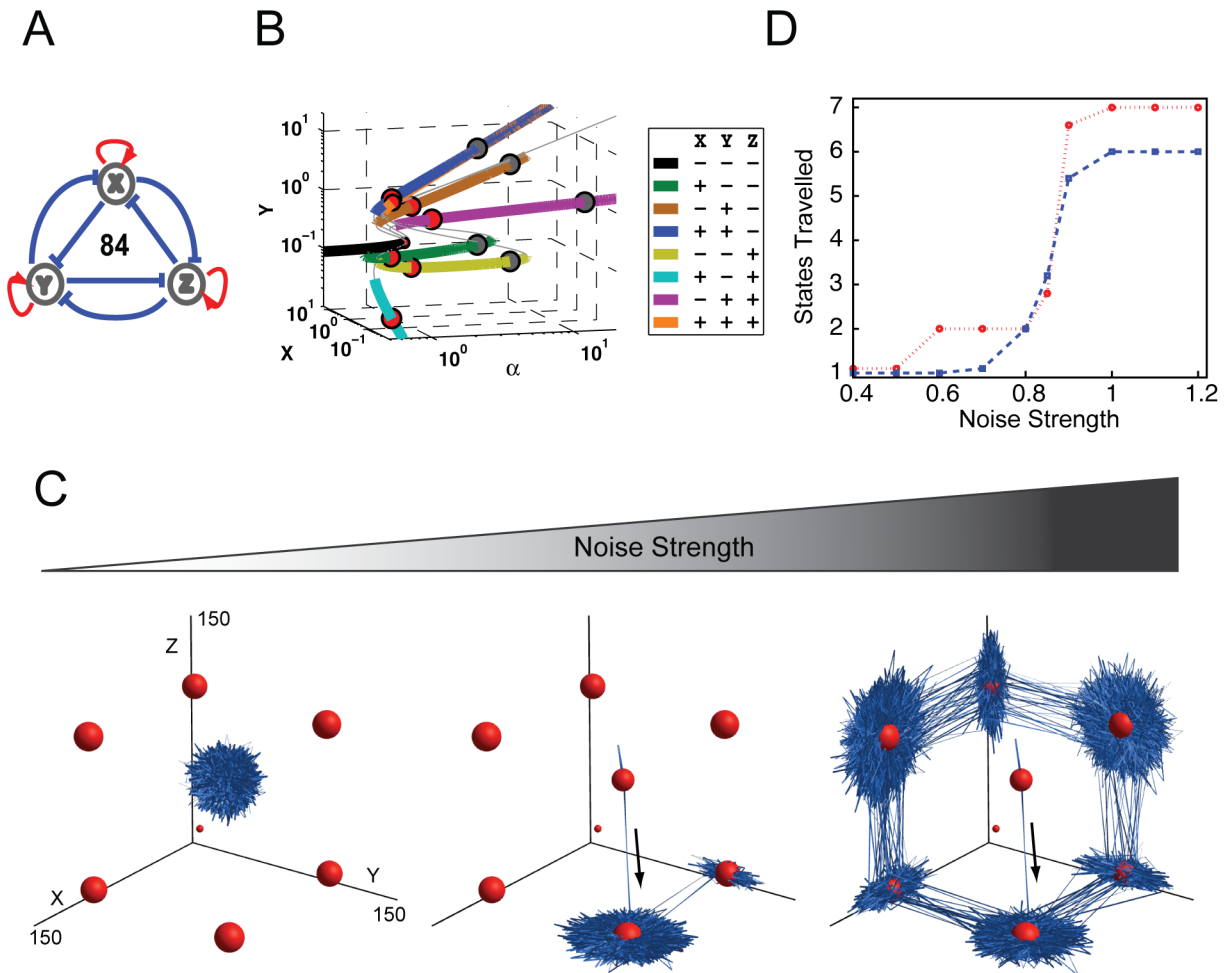 A
X
84
Y
Z
B
10¹
10⁰
Y
10⁻¹
10¹
10⁰
X
10⁻¹
10⁰
α
10¹
X Y Z
− − −
+ − −
− + −
+ + −
− − +
+ − +
− + +
+ + +
D
7
6
5
4
3
2
1
States Travelled
0.4 0.6 0.8 1 1.2
Noise Strength
C
Noise Strength
150
Z
X
150
Y
150